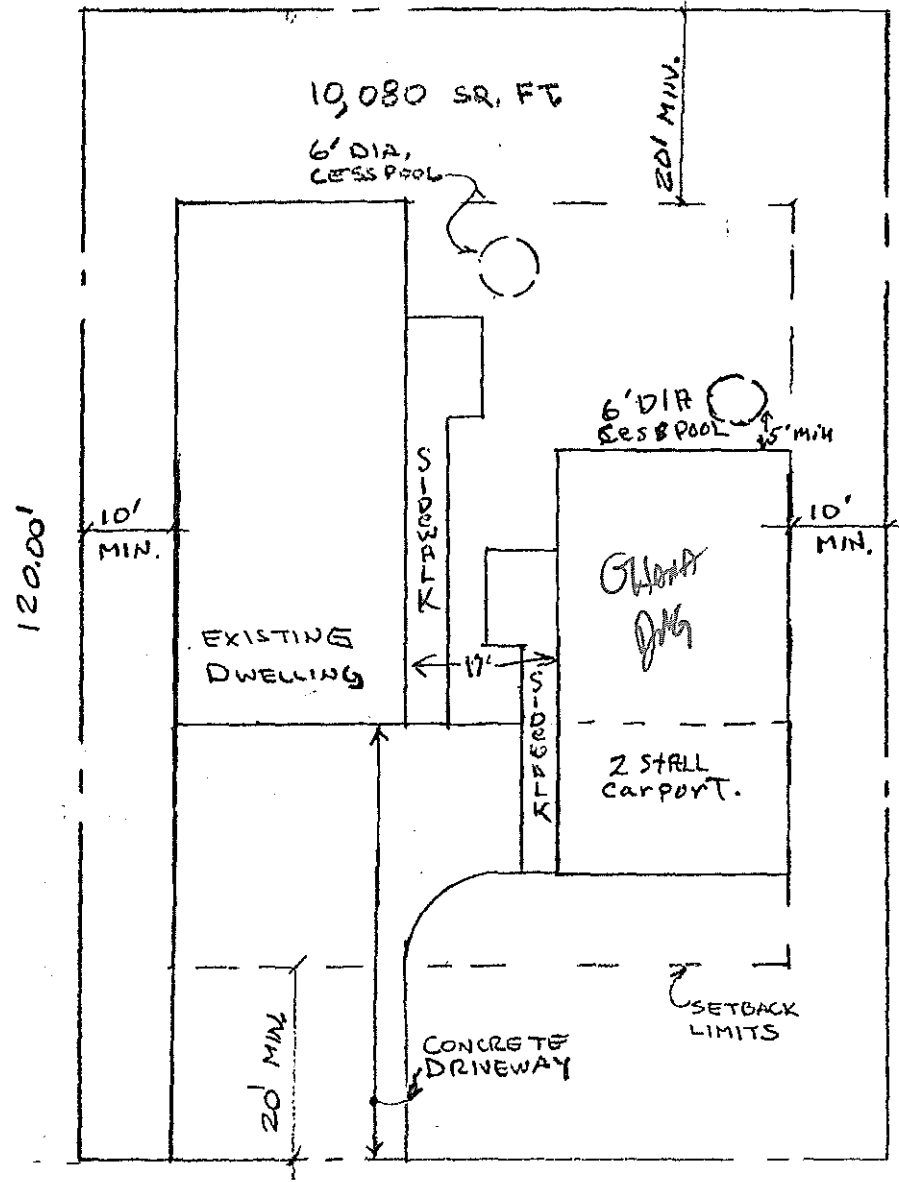 10,080 SQ. FT.
20' MIN.
6' DIA.
CESSPOOL
6' DIA
CESSPOOL
5' MIN
SIDEWALK
10'
MIN.
10'
MIN.
120.00'
EXISTING
DWELLING
17'
SIDEWALK
2 STALL
CarporT.
SETBACK
LIMITS
20' MIN.
CONCRETE
DRIVEWAY